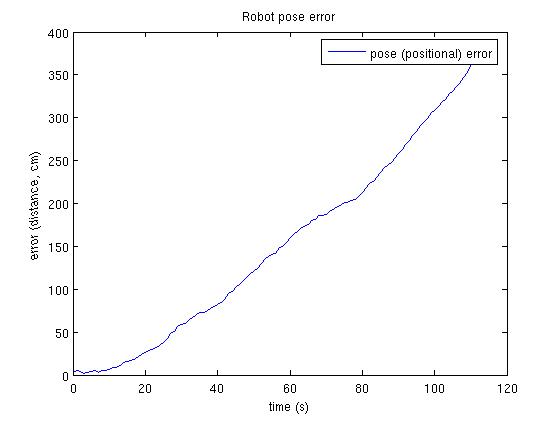 Robot pose error
400
350
300
250
200
150
100
50
0
error (distance, cm)
pose (positional) error
0 20 40 60 80 100 120
time (s)